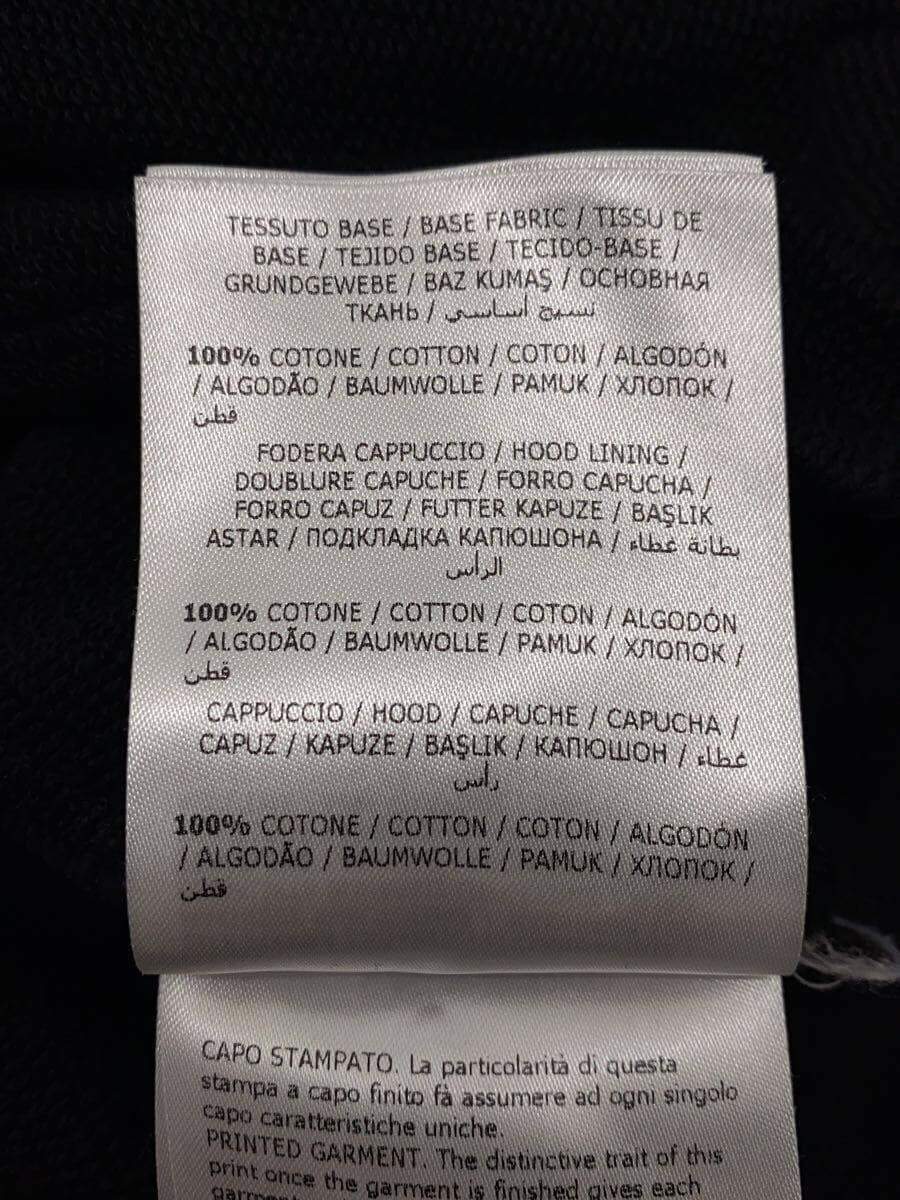 TESSUTO BASE / BASE FABRIC / TISSU DE
BASE / TEJIDO BASE / TECIDO-BASE /
GRUNDGEWEBE / BAZ KUMAŞ / ОСНОВНАЯ
ТКАНЬ / نسيج أساسي
100% COTONE / COTTON / COTON / ALGODÓN
/ ALGODÃO / BAUMWOLLE / PAMUK / ХЛОПОК /
قطن
FODERA CAPPUCCIO / HOOD LINING /
DOUBLURE CAPUCHE / FORRO CAPUCHA /
FORRO CAPUZ / FUTTER KAPUZE / BAŞLIK
ASTAR / ПОДКЛАДКА КАПЮШОНА / بطانة غطاء
الرأس
100% COTONE / COTTON / COTON / ALGODÓN
/ ALGODÃO / BAUMWOLLE / PAMUK / ХЛОПОК /
قطن
CAPPUCCIO / HOOD / CAPUCHE / CAPUCHA /
CAPUZ / KAPUZE / BAŞLIK / КАПЮШОН / غطاء
رأس
100% COTONE / COTTON / COTON / ALGODÓN
/ ALGODÃO / BAUMWOLLE / PAMUK / ХЛОПОК /
قطن
CAPO STAMPATO. La particolarità di questa
stampa a capo finito fà assumere ad ogni singolo
capo caratteristiche uniche.
PRINTED GARMENT. The distinctive trait of this
print once the garment is finished gives each